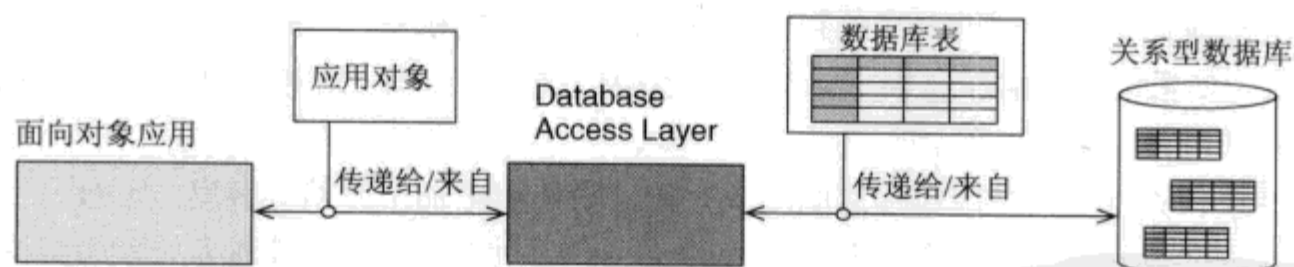 数据库表
关系型数据库
应用对象
Database
Access Layer
面向对象应用
传递给/来自
传递给/来自